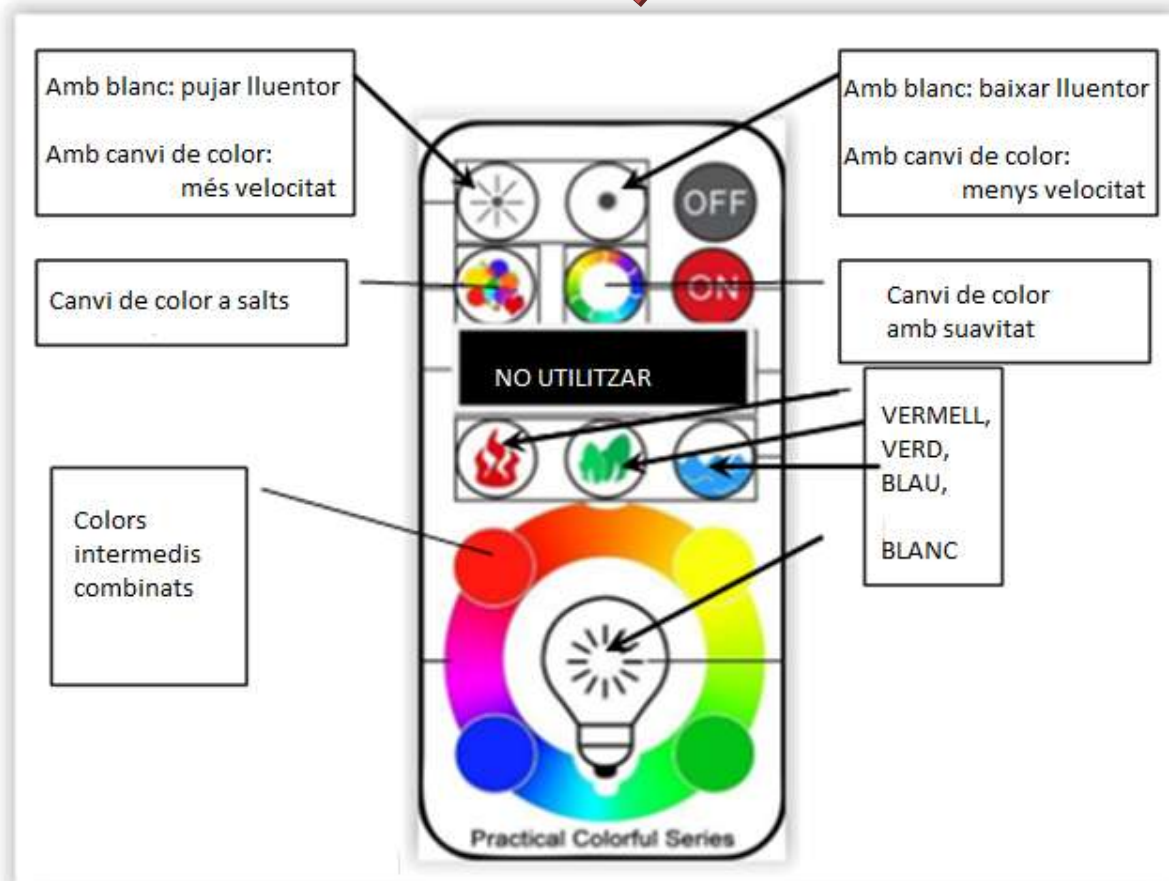 Amb blanc: pujar lluentor
Amb canvi de color:
més velocitat
Amb blanc: baixar lluentor
Amb canvi de color:
menys velocitat
OFF
Canvi de color a salts
ON
Canvi de color
amb suavitat
NO UTILITZAR
VERMELL,
VERD,
BLAU,
BLANC
Colors
intermedis
combinats
Practical Colorful Series